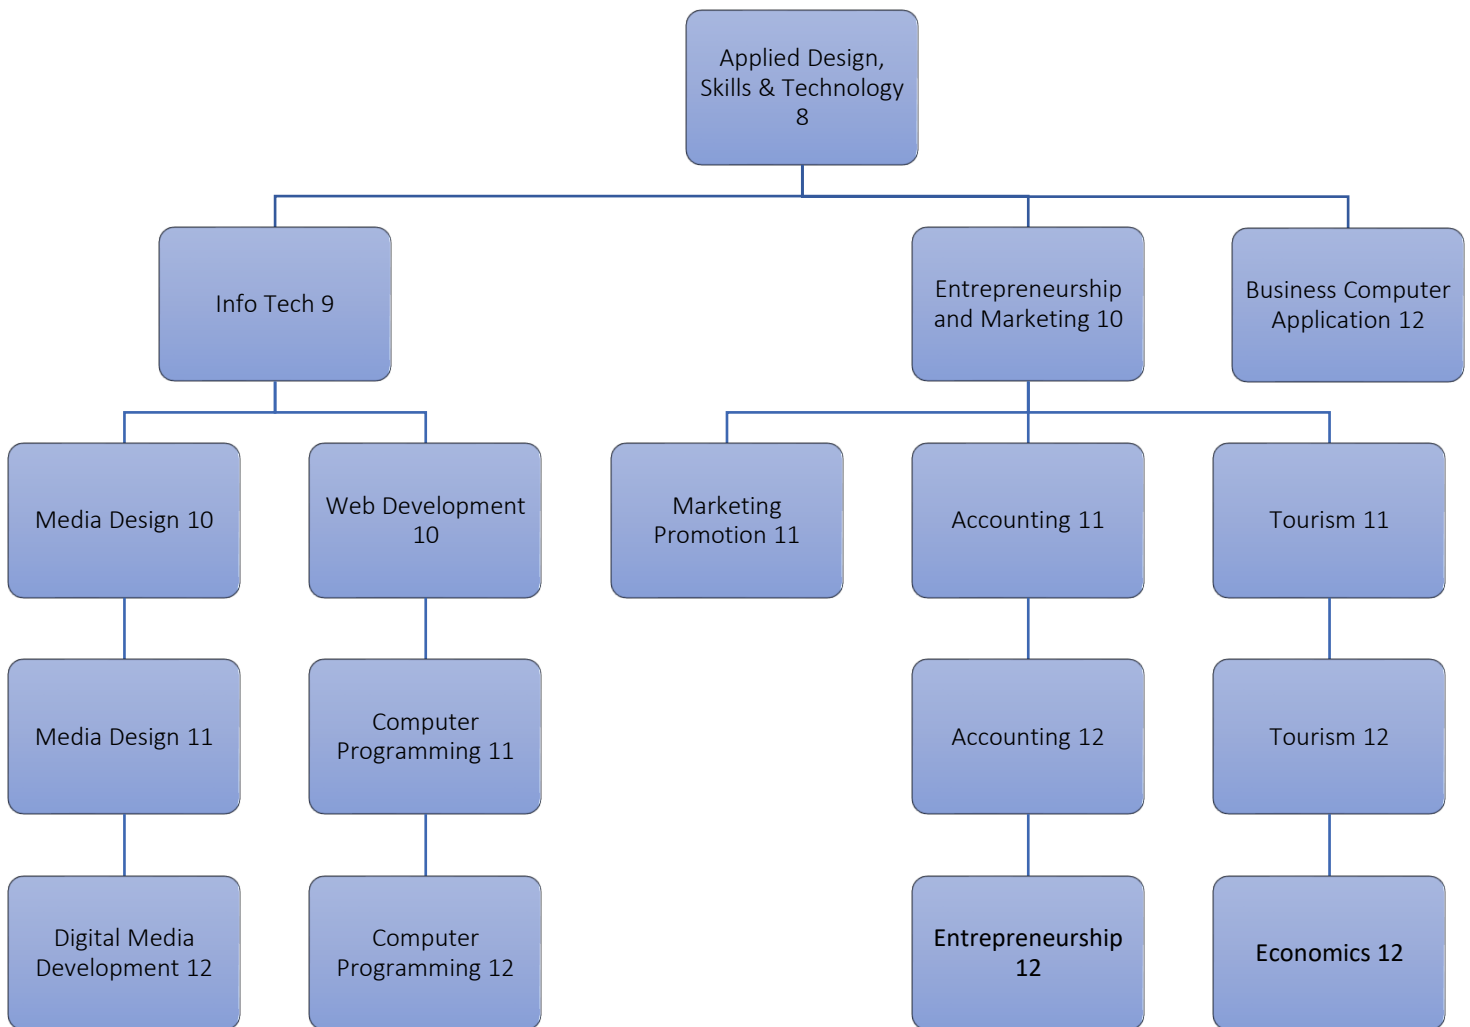 Applied Design,
Skills & Technology
8
Info Tech 9
Entrepreneurship
and Marketing 10
Business Computer
Application 12
Media Design 10
Web Development
10
Marketing
Promotion 11
Accounting 11
Tourism 11
Media Design 11
Computer
Programming 11
Accounting 12
Tourism 12
Digital Media
Development 12
Computer
Programming 12
Entrepreneurship
12
Economics 12